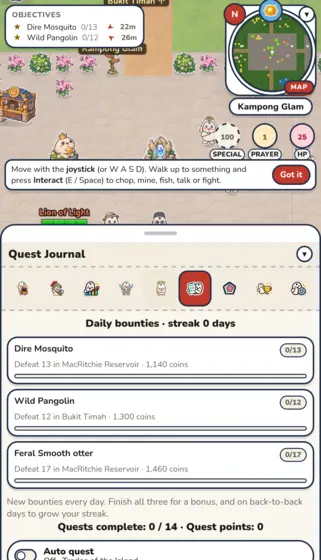 Bukit Timah
OBJECTIVES
Dire Mosquito 0/13 22m
Wild Pangolin 0/12 26m
Kampong Glam
N
MAP
Kampong Glam
100
1
25
SPECIAL
PRAYER
HP
Move with the joystick (or W A S D). Walk up to something and
press Interact (E / Space) to chop, mine, fish, talk or fight.
Got it
Lion of Light
Quest Journal
Daily bounties · streak 0 days
Dire Mosquito
0/13
Defeat 13 in MacRitchie Reservoir · 1,140 coins
Wild Pangolin
0/12
Defeat 12 in Bukit Timah · 1,300 coins
Feral Smooth otter
0/17
Defeat 17 in MacRitchie Reservoir · 1,460 coins
New bounties every day. Finish all three for a bonus, and on back-to-back
days to grow your streak.
Quests complete: 0 / 14 · Quest points: 0
Auto quest